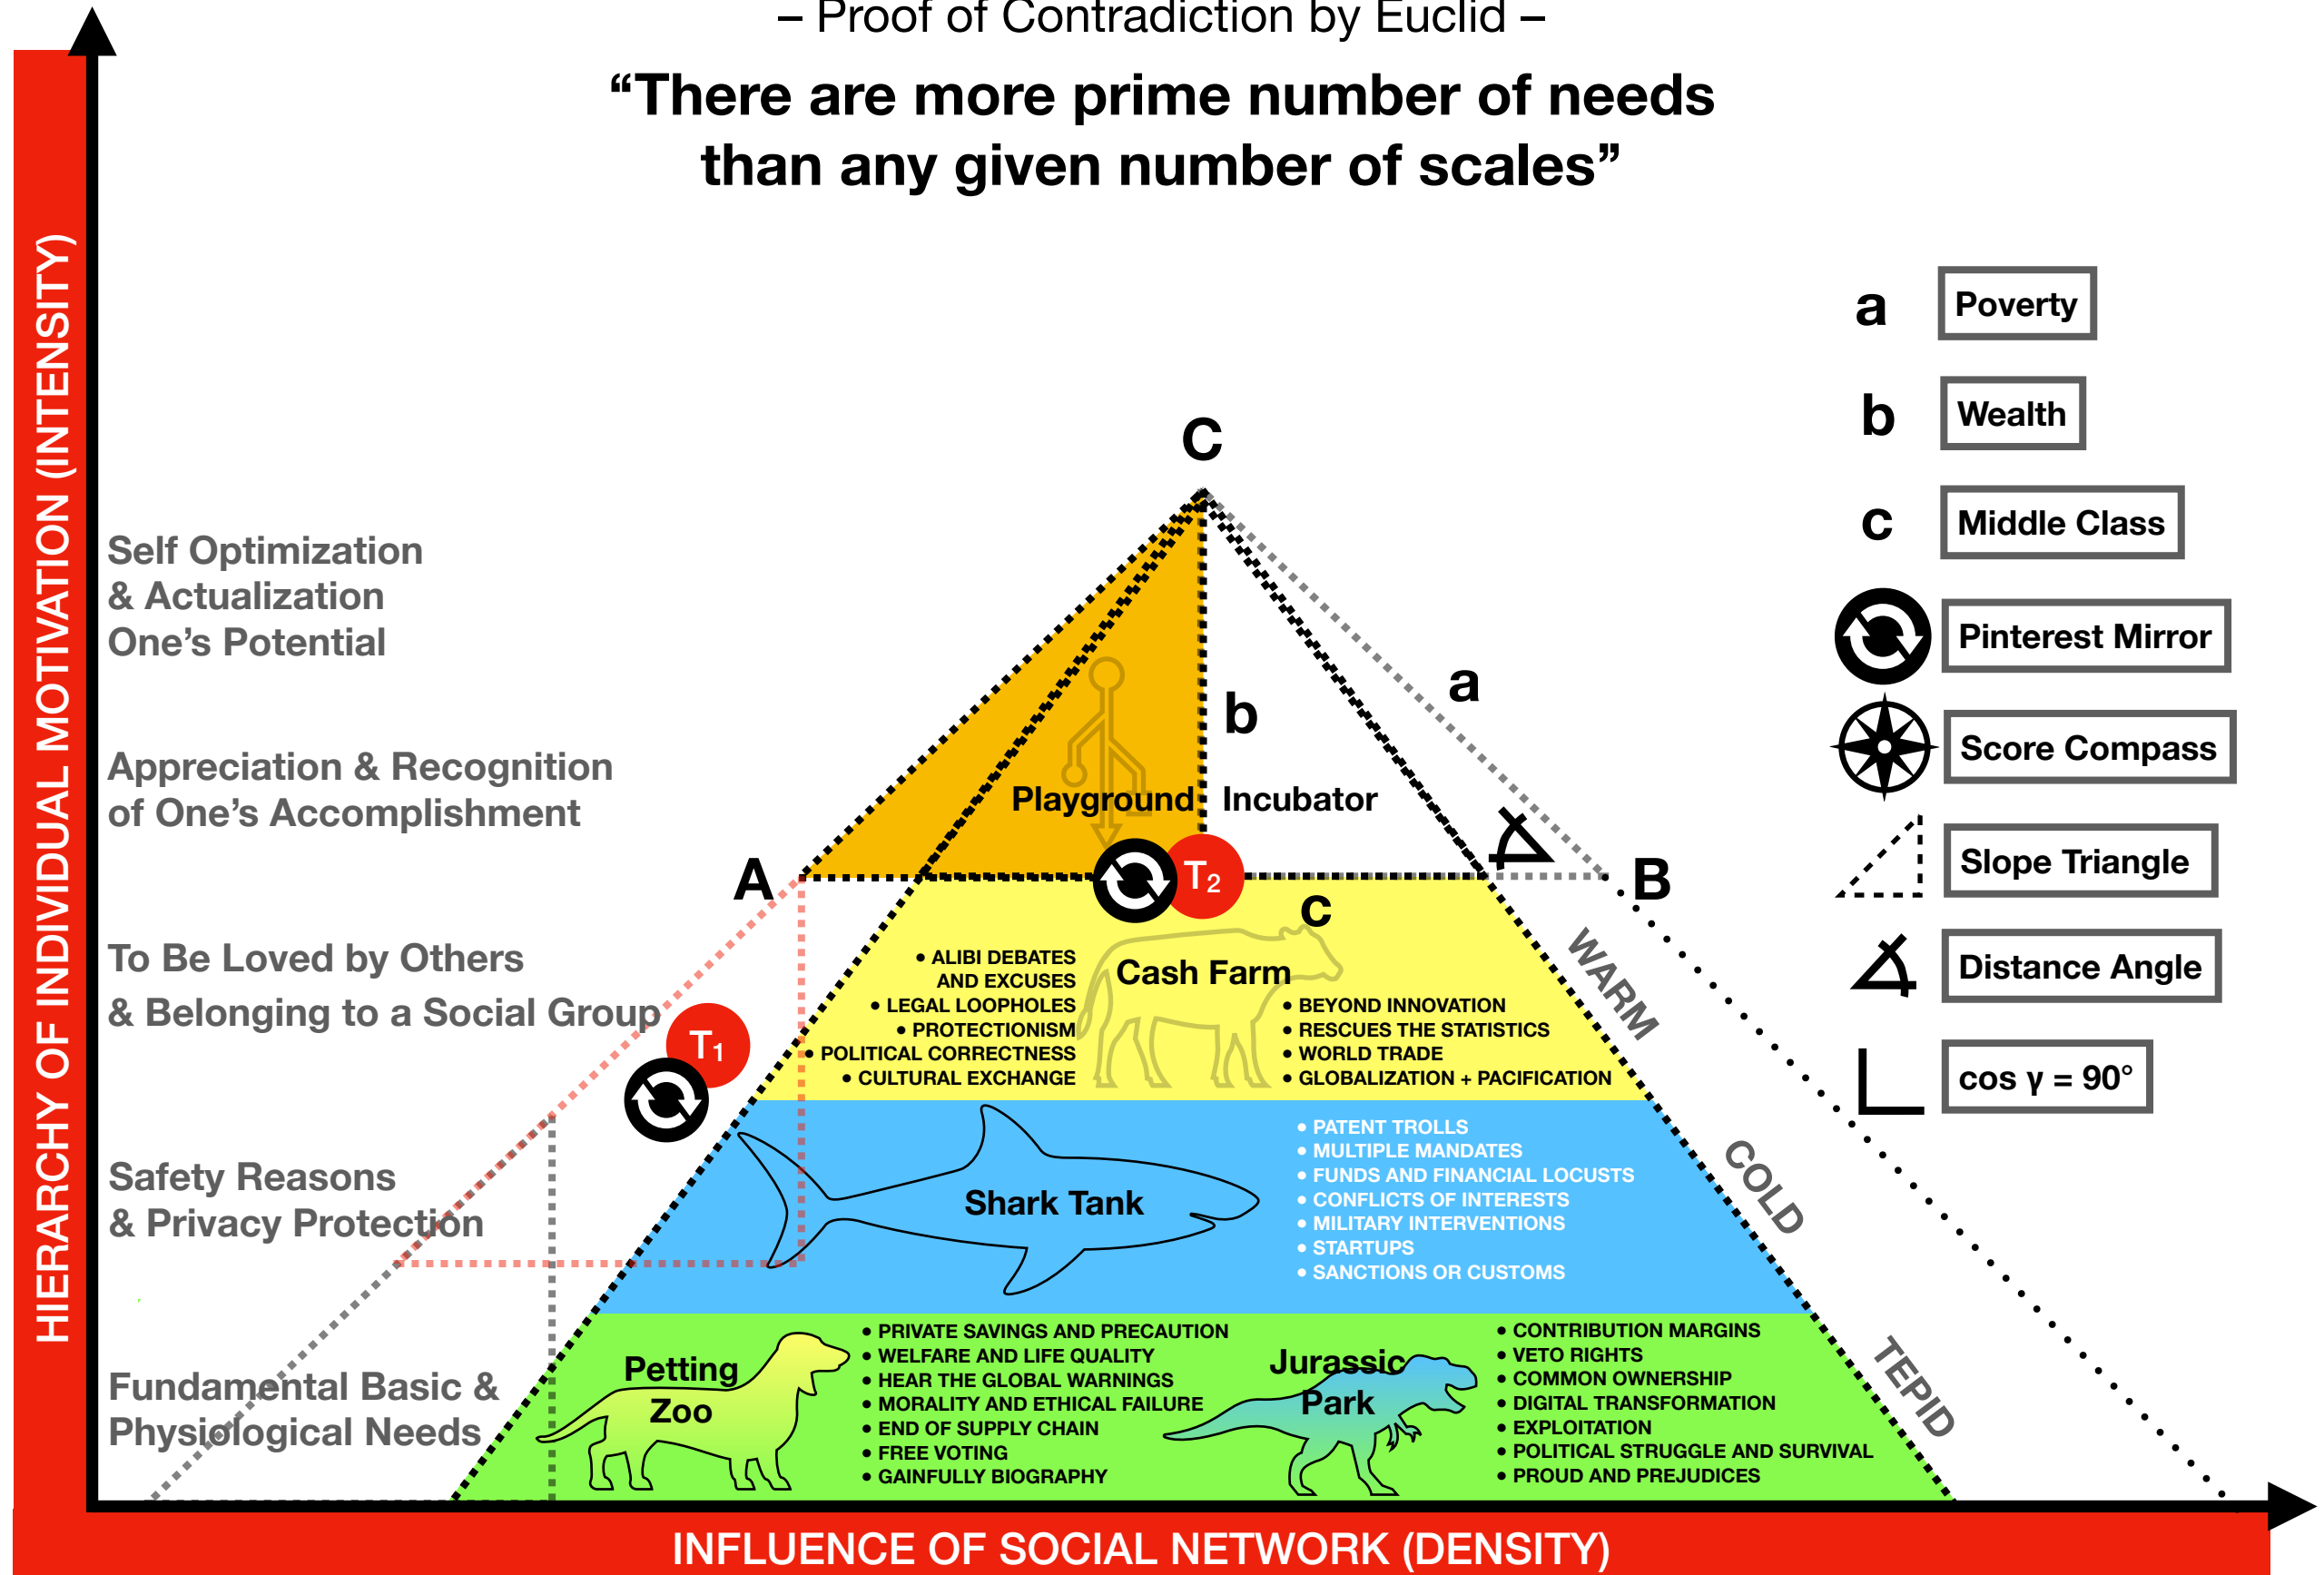 – Proof of Contradiction by Euclid –
“There are more prime number of needs
than any given number of scales”
HIERARCHY OF INDIVIDUAL MOTIVATION (INTENSITY)
Self Optimization
& Actualization
One’s Potential
Appreciation & Recognition
of One’s Accomplishment
To Be Loved by Others
& Belonging to a Social Group
Safety Reasons
& Privacy Protection
Fundamental Basic &
Physiological Needs
C
a
b
Playground
Incubator
A
T2
B
c
T1
Cash Farm
• ALIBI DEBATES
AND EXCUSES
• LEGAL LOOPHOLES
• PROTECTIONISM
• POLITICAL CORRECTNESS
• CULTURAL EXCHANGE
• BEYOND INNOVATION
• RESCUES THE STATISTICS
• WORLD TRADE
• GLOBALIZATION + PACIFICATION
WARM
Shark Tank
• PATENT TROLLS
• MULTIPLE MANDATES
• FUNDS AND FINANCIAL LOCUSTS
• CONFLICTS OF INTERESTS
• MILITARY INTERVENTIONS
• STARTUPS
• SANCTIONS OR CUSTOMS
COLD
Petting
Zoo
• PRIVATE SAVINGS AND PRECAUTION
• WELFARE AND LIFE QUALITY
• HEAR THE GLOBAL WARNINGS
• MORALITY AND ETHICAL FAILURE
• END OF SUPPLY CHAIN
• FREE VOTING
• GAINFULLY BIOGRAPHY
Jurassic
Park
• CONTRIBUTION MARGINS
• VETO RIGHTS
• COMMON OWNERSHIP
• DIGITAL TRANSFORMATION
• EXPLOITATION
• POLITICAL STRUGGLE AND SURVIVAL
• PROUD AND PREJUDICES
TEPID
a Poverty
b Wealth
c Middle Class
Pinterest Mirror
Score Compass
Slope Triangle
Distance Angle
cos γ = 90°
INFLUENCE OF SOCIAL NETWORK (DENSITY)